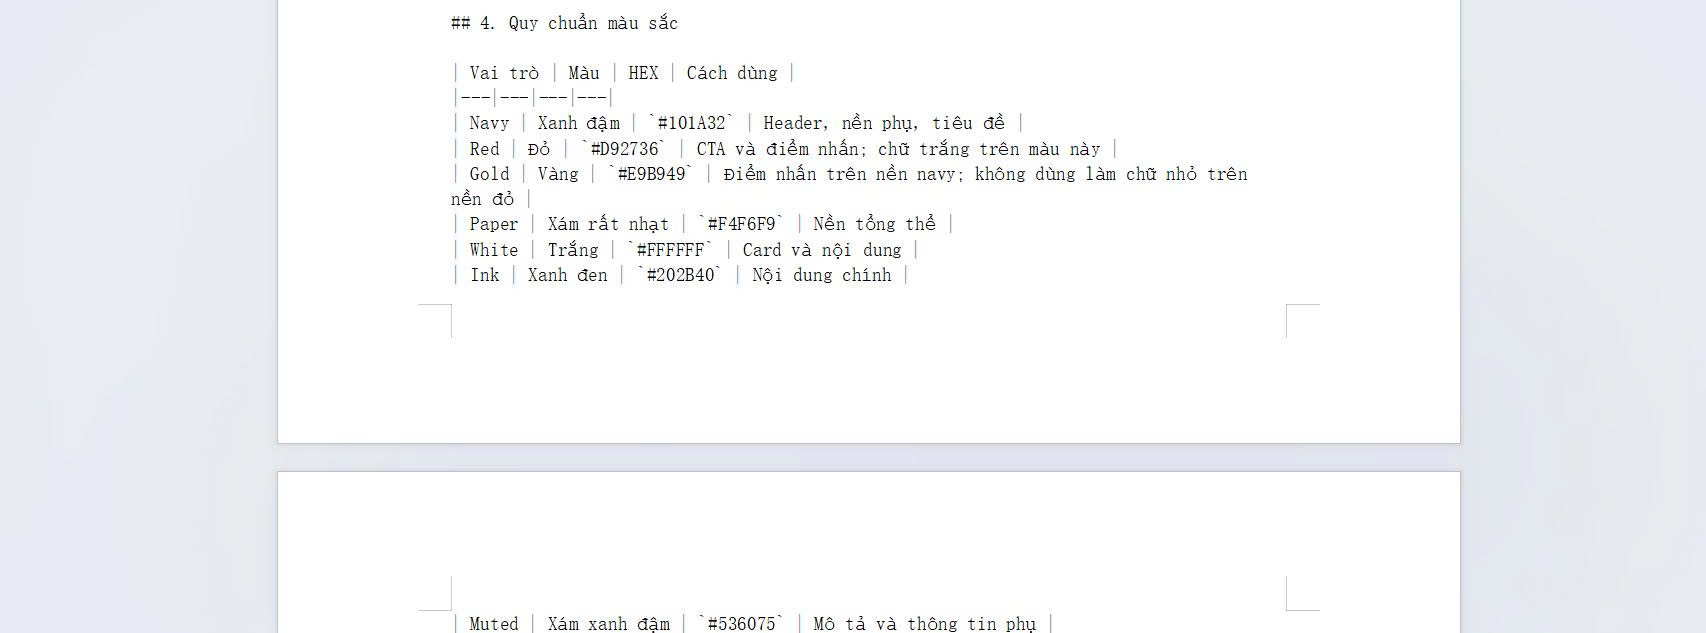 ## 4. Quy chuẩn màu sắc
| Vai trò | Màu | HEX | Cách dùng |
|---|---|---|---|
| Navy | Xanh đậm | `#101A32` | Header, nền phụ, tiêu đề |
| Red | Đỏ | `#D92736` | CTA và điểm nhấn; chữ trắng trên màu này |
| Gold | Vàng | `#E9B949` | Điểm nhấn trên nền navy; không dùng làm chữ nhỏ trên
nền đỏ |
| Paper | Xám rất nhạt | `#F4F6F9` | Nền tổng thể |
| White | Trắng | `#FFFFFF` | Card và nội dung |
| Ink | Xanh đen | `#202B40` | Nội dung chính |
| Muted | Xám xanh đậm | `#536075` | Mô tả và thông tin phụ |